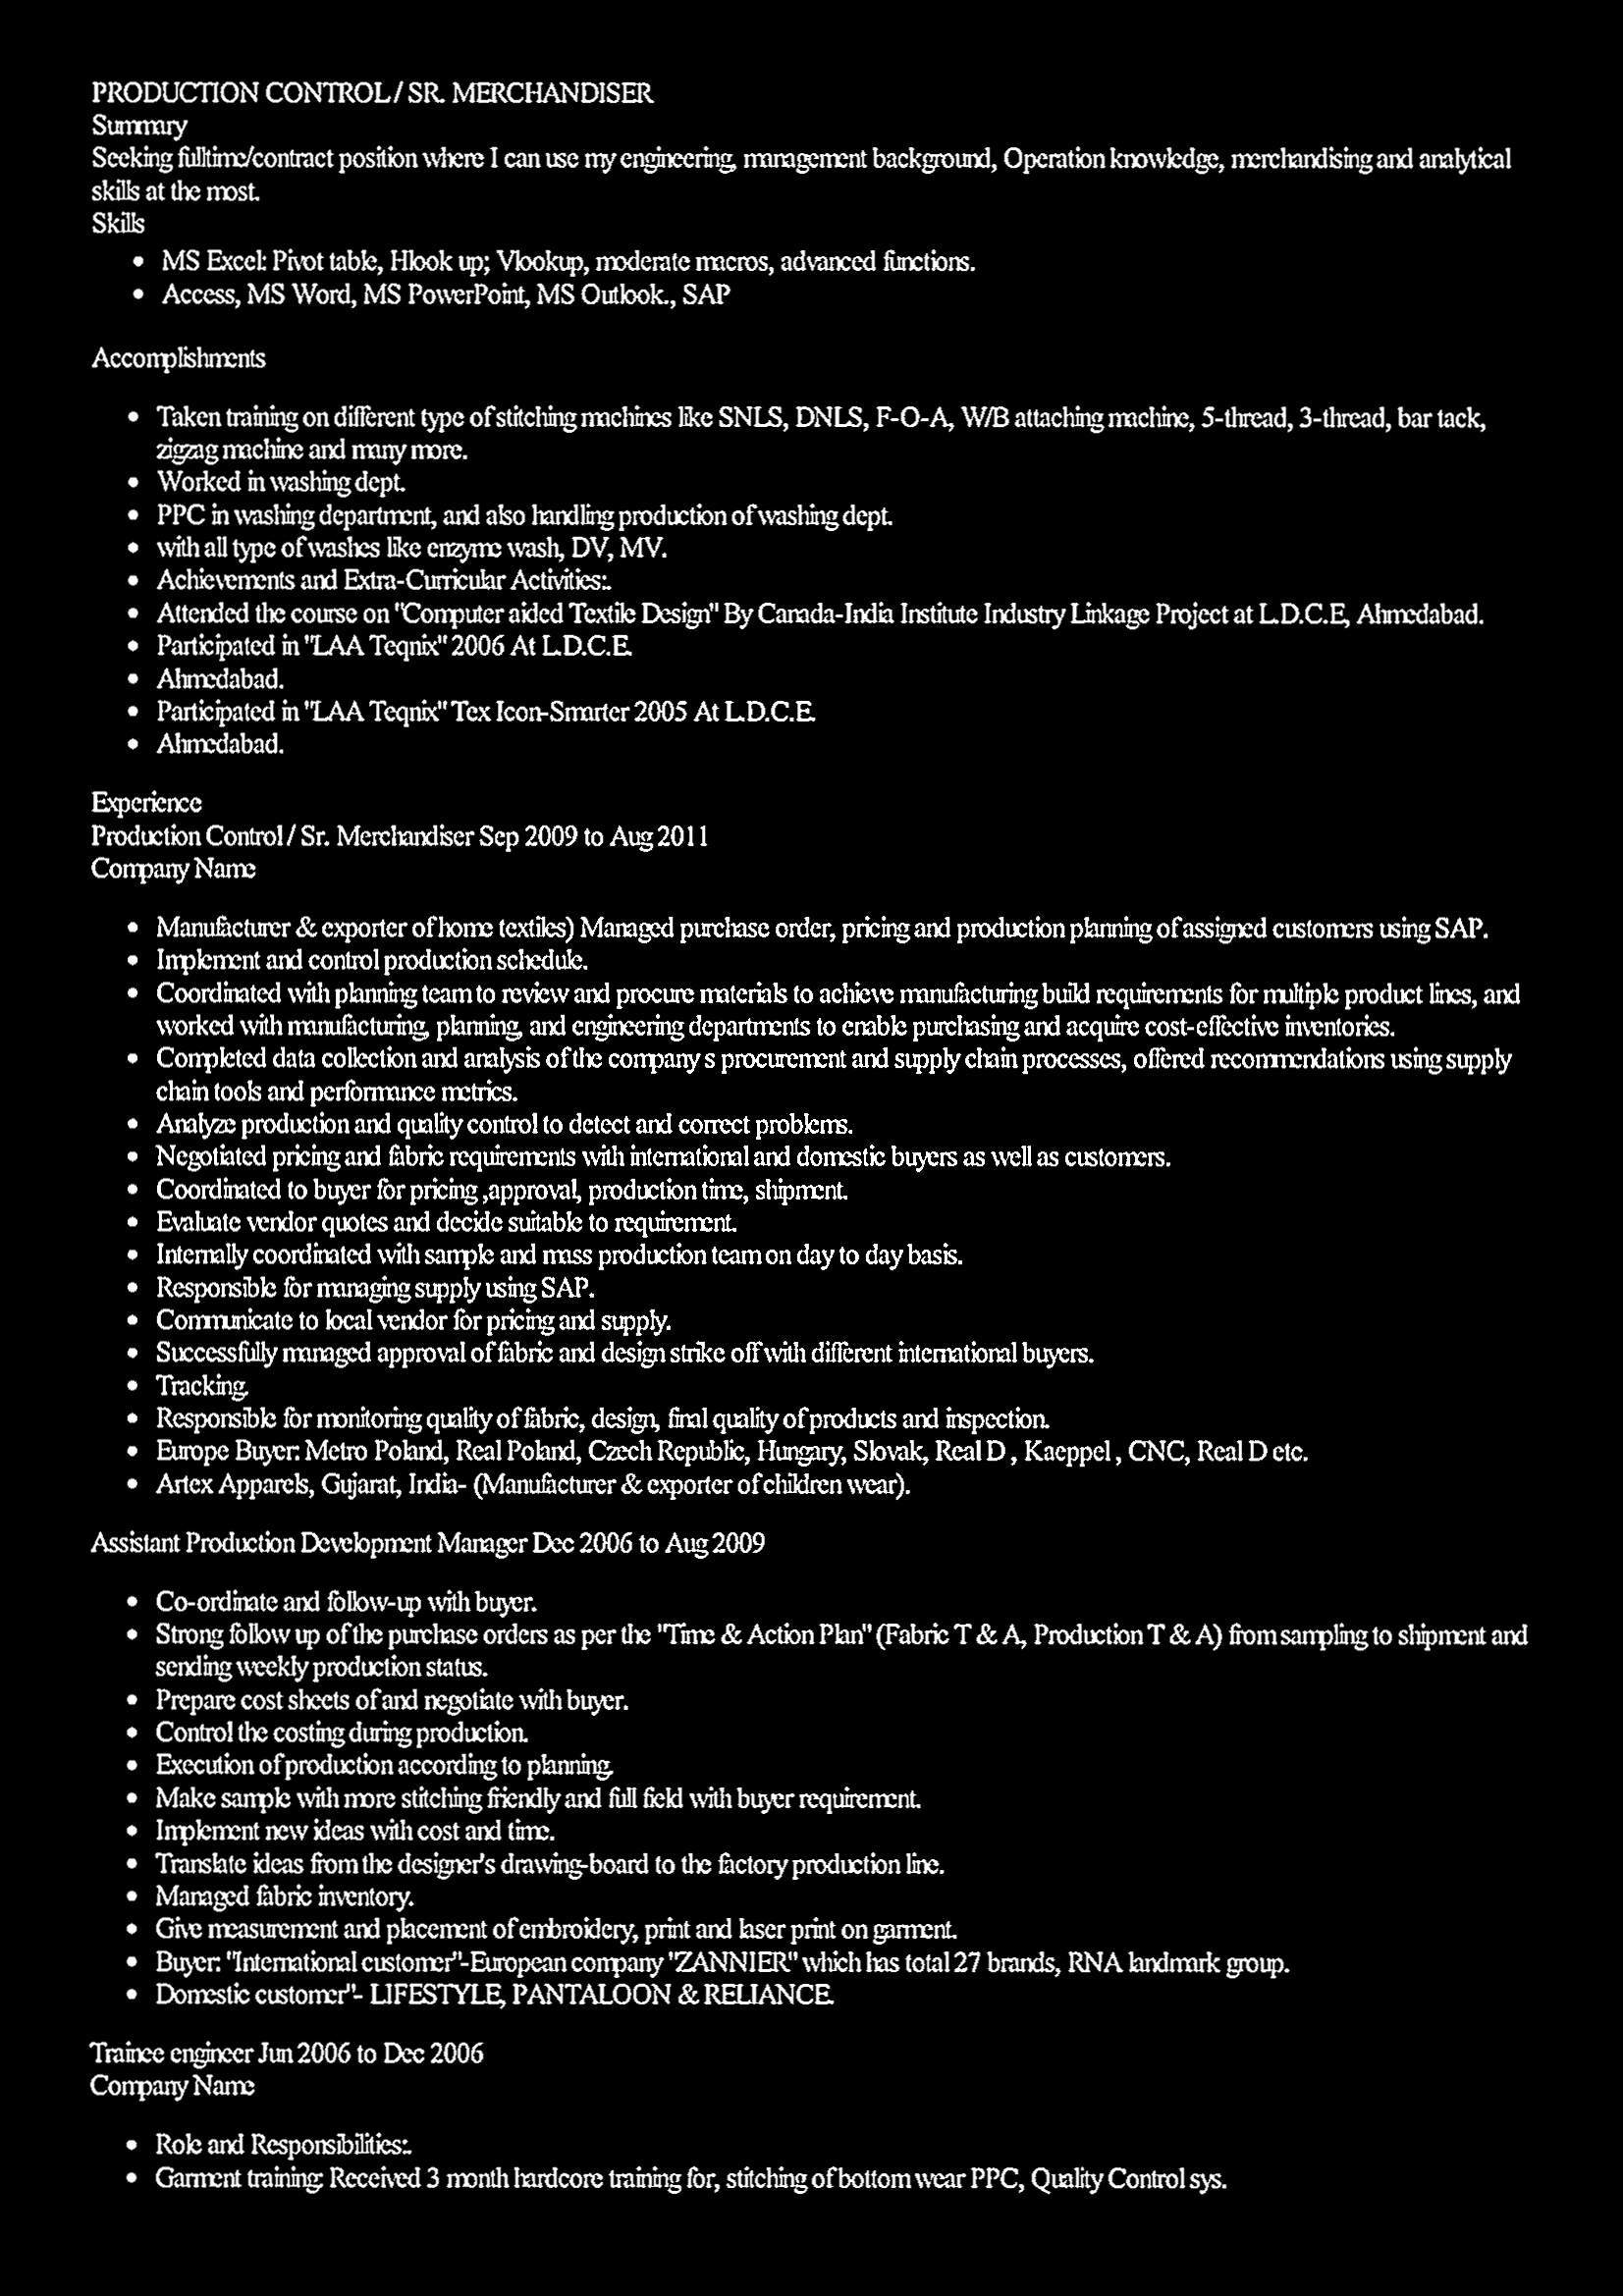 PRODUCTION CONTROL / SR. MERCHANDISER
Summary
Seeking fulltime/contract position where I can use my engineering, management background, Operation knowledge, merchandising and analytical
skills at the most.
Skills
• MS Excel: Pivot table, Hlook up; Vlookup, moderate macros, advanced functions.
• Access, MS Word, MS PowerPoint, MS Outlook., SAP
Accomplishments
• Taken training on different type of stitching machines like SNLS, DNLS, F-O-A, W/B attaching machine, 5-thread, 3-thread, bar tack,
zigzag machine and many more.
• Worked in washing dept.
• PPC in washing department, and also handling production of washing dept.
• with all type of washes like enzyme wash, DV, MV.
• Achievements and Extra-Curricular Activities:.
• Attended the course on "Computer aided Textile Design" By Canada-India Institute Industry Linkage Project at L.D.C.E, Ahmedabad.
• Participated in "LAA Teqnix" 2006 At L.D.C.E.
• Ahmedabad.
• Participated in "LAA Teqnix" Tex Icon-Smarter 2005 At L.D.C.E.
• Ahmedabad.
Experience
Production Control / Sr. Merchandiser Sep 2009 to Aug 2011
Company Name
• Manufacturer & exporter of home textiles) Managed purchase order, pricing and production planning of assigned customers using SAP.
• Implement and control production schedule.
• Coordinated with planning team to review and procure materials to achieve manufacturing build requirements for multiple product lines, and
worked with manufacturing, planning, and engineering departments to enable purchasing and acquire cost-effective inventories.
• Completed data collection and analysis of the company s procurement and supply chain processes, offered recommendations using supply
chain tools and performance metrics.
• Analyze production and quality control to detect and correct problems.
• Negotiated pricing and fabric requirements with international and domestic buyers as well as customers.
• Coordinated to buyer for pricing ,approval, production time, shipment.
• Evaluate vendor quotes and decide suitable to requirement.
• Internally coordinated with sample and mass production team on day to day basis.
• Responsible for managing supply using SAP.
• Communicate to local vendor for pricing and supply.
• Successfully managed approval of fabric and design strike off with different international buyers.
• Tracking.
• Responsible for monitoring quality of fabric, design, final quality of products and inspection.
• Europe Buyer: Metro Poland, Real Poland, Czech Republic, Hungary, Slovak, Real D , Kaeppel , CNC, Real D etc.
• Artex Apparels, Gujarat, India- (Manufacturer & exporter of children wear).
Assistant Production Development Manager Dec 2006 to Aug 2009
• Co-ordinate and follow-up with buyer.
• Strong follow up of the purchase orders as per the "Time & Action Plan" (Fabric T & A, Production T & A) from sampling to shipment and
sending weekly production status.
• Prepare cost sheets of and negotiate with buyer.
• Control the costing during production.
• Execution of production according to planning.
• Make sample with more stitching friendly and full field with buyer requirement.
• Implement new ideas with cost and time.
• Translate ideas from the designer's drawing-board to the factory production line.
• Managed fabric inventory.
• Give measurement and placement of embroidery, print and laser print on garment.
• Buyer: "International customer"-European company "ZANNIER" which has total 27 brands, RNA landmark group.
• Domestic customer"- LIFESTYLE, PANTALOON & RELIANCE.
Trainee engineer Jun 2006 to Dec 2006
Company Name
• Role and Responsibilities:.
• Garment training: Received 3 month hardcore training for, stitching of bottom wear PPC, Quality Control sys.